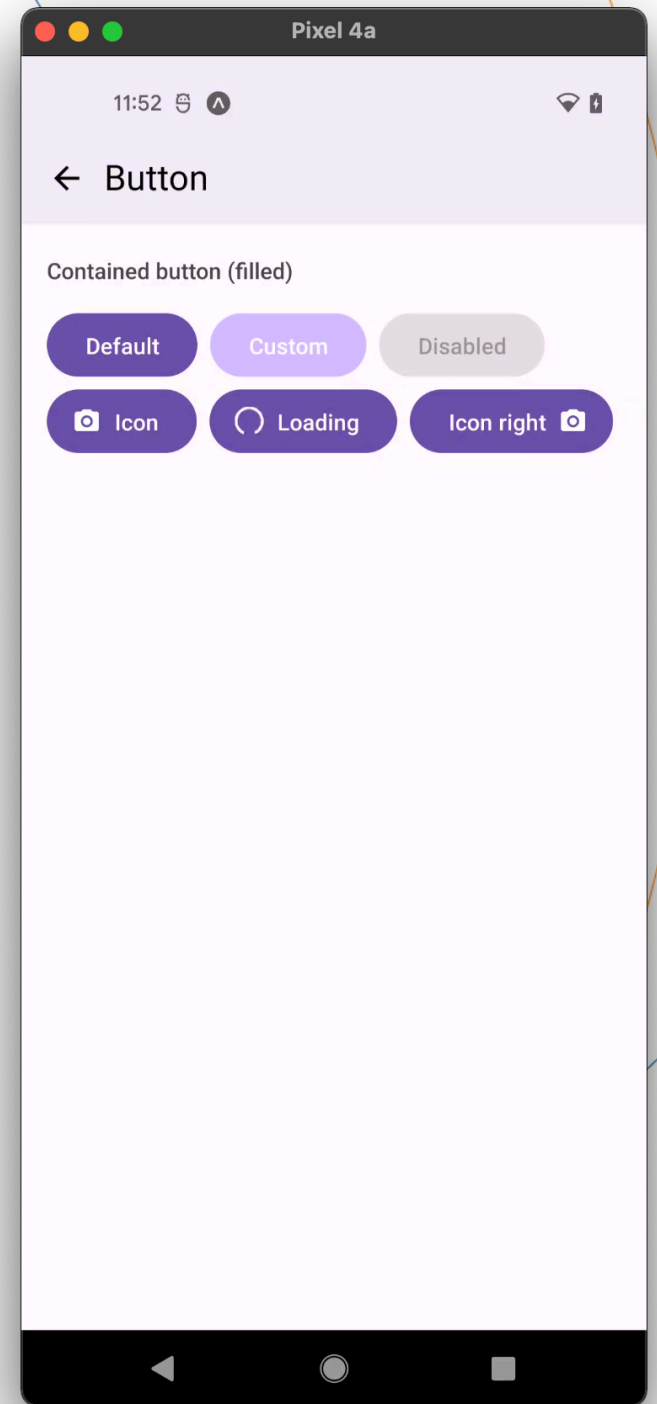 Pixel 4a
11:52
Button
Contained button (filled)
Default Custom Disabled
Icon Loading Icon right